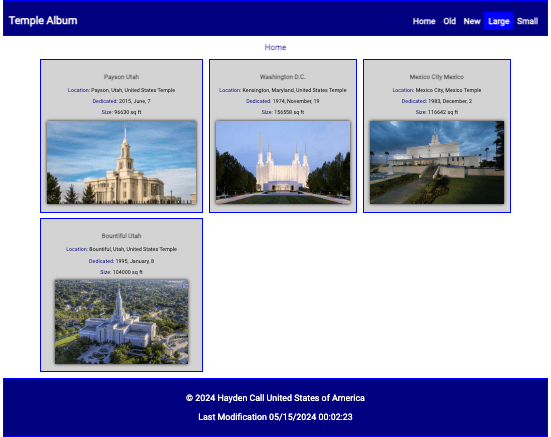 Temple Album
Home Old New Large Small
Home
Payson Utah
Location: Payson, Utah, United States Temple
Dedicated: 2015, June, 7
Size: 96630 sq ft
Washington D.C.
Location: Kensington, Maryland, United States Temple
Dedicated: 1974, November, 19
Size: 156558 sq ft
Mexico City Mexico
Location: Mexico City, Mexico Temple
Dedicated: 1983, December, 2
Size: 116642 sq ft
Bountiful Utah
Location: Bountiful, Utah, United States Temple
Dedicated: 1995, January, 8
Size: 104000 sq ft
© 2024 Hayden Call United States of America
Last Modification 05/15/2024 00:02:23